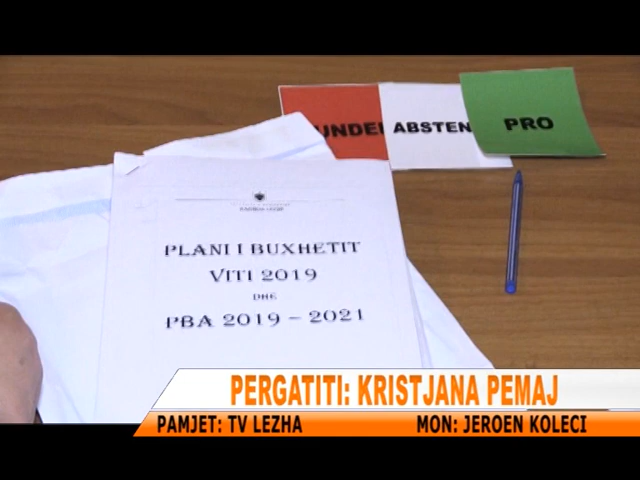 UNDE
ABSTEN
PRO
PLANI I BUXHETIT
VITI 2019
DHE
PBA 2019 – 2021
PERGATITI: KRISTJANA PEMAJ
PAMJET: TV LEZHA
MON: JEROEN KOLECI